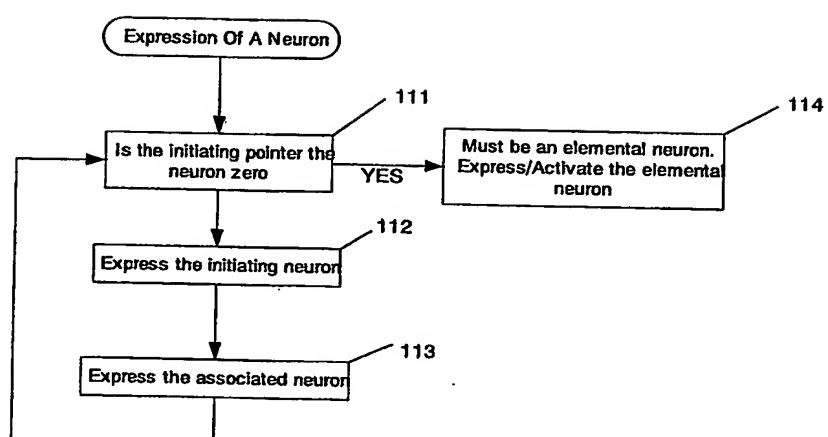 Expression Of A Neuron
111
114
Is the initiating pointer the
neuron zero
YES
Must be an elemental neuron.
Express/Activate the elemental
neuron
112
Express the initiating neuron
113
Express the associated neuron